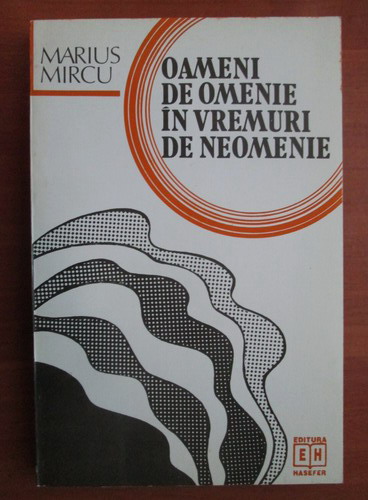 MARIUS
MIRCU
OAMENI
DE OMENIE
ÎN VREMURI
DE NEOMENIE
EDITURA
EH
HASEFER